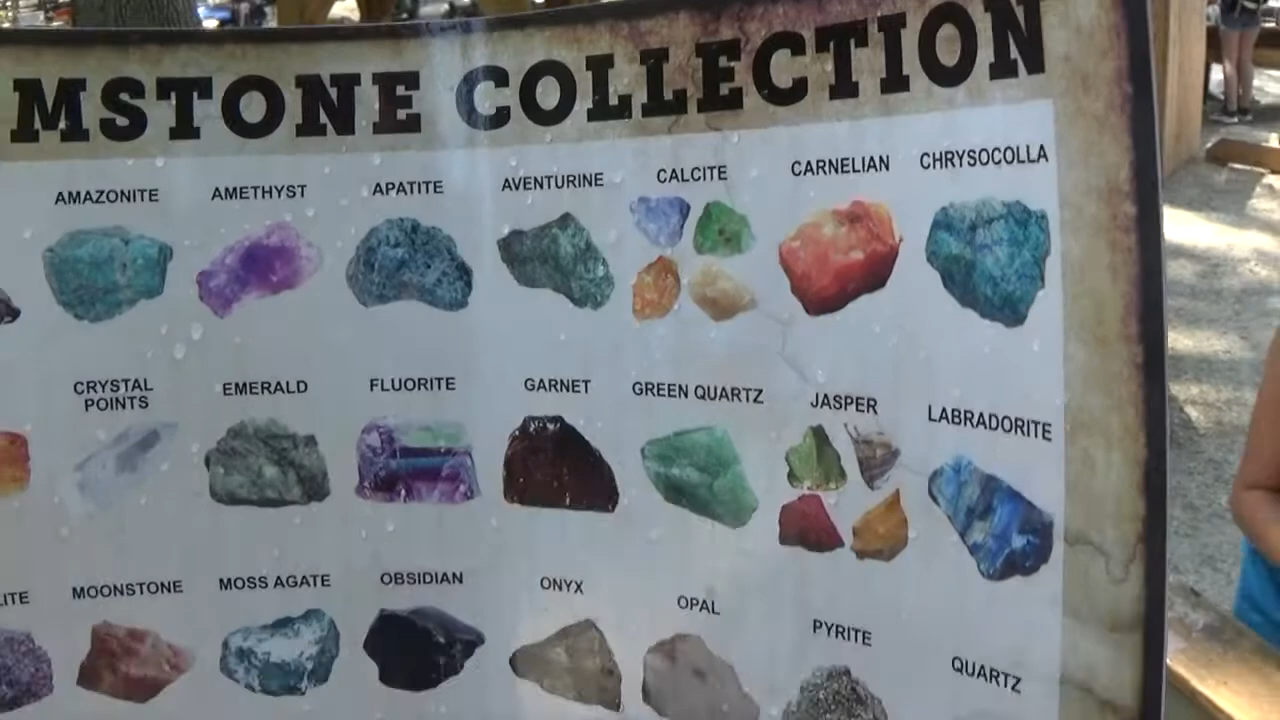 MSTONE COLLECTION
AMAZONITE
AMETHYST
APATITE
AVENTURINE
CALCITE
CARNELIAN
CHRYSOCOLLA
CRYSTAL
POINTS
EMERALD
FLUORITE
GARNET
GREEN QUARTZ
JASPER
LABRADORITE
LITE
MOONSTONE
MOSS AGATE
OBSIDIAN
ONYX
OPAL
PYRITE
QUARTZ